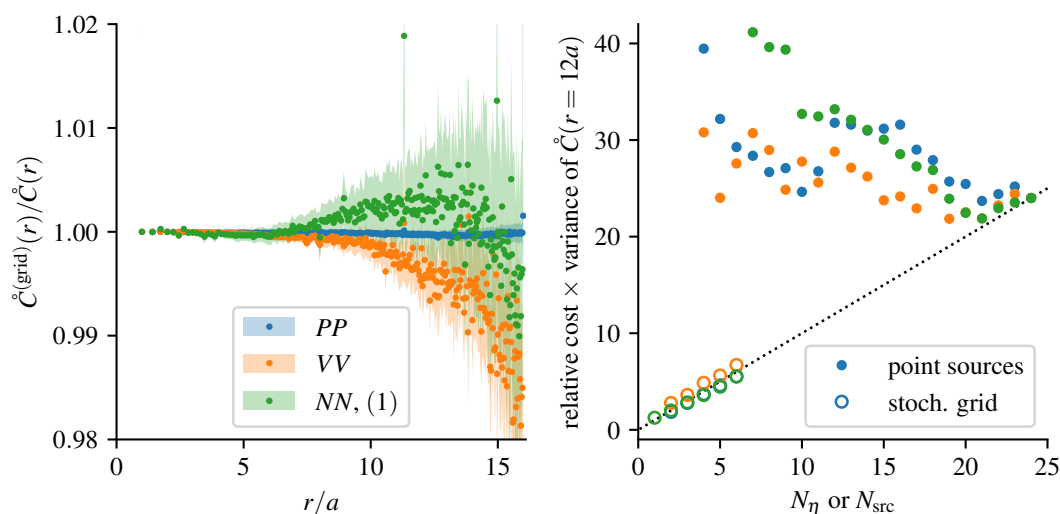 1.02
1.01
1.00
0.99
0.98
C̊(grid)(r)/C̊(r)
PP
VV
NN, (1)
0
5
10
15
r/a
40
30
20
10
0
relative cost × variance of C̊(r = 12a)
point sources
stoch. grid
0
5
10
15
20
25
Nη or Nsrc